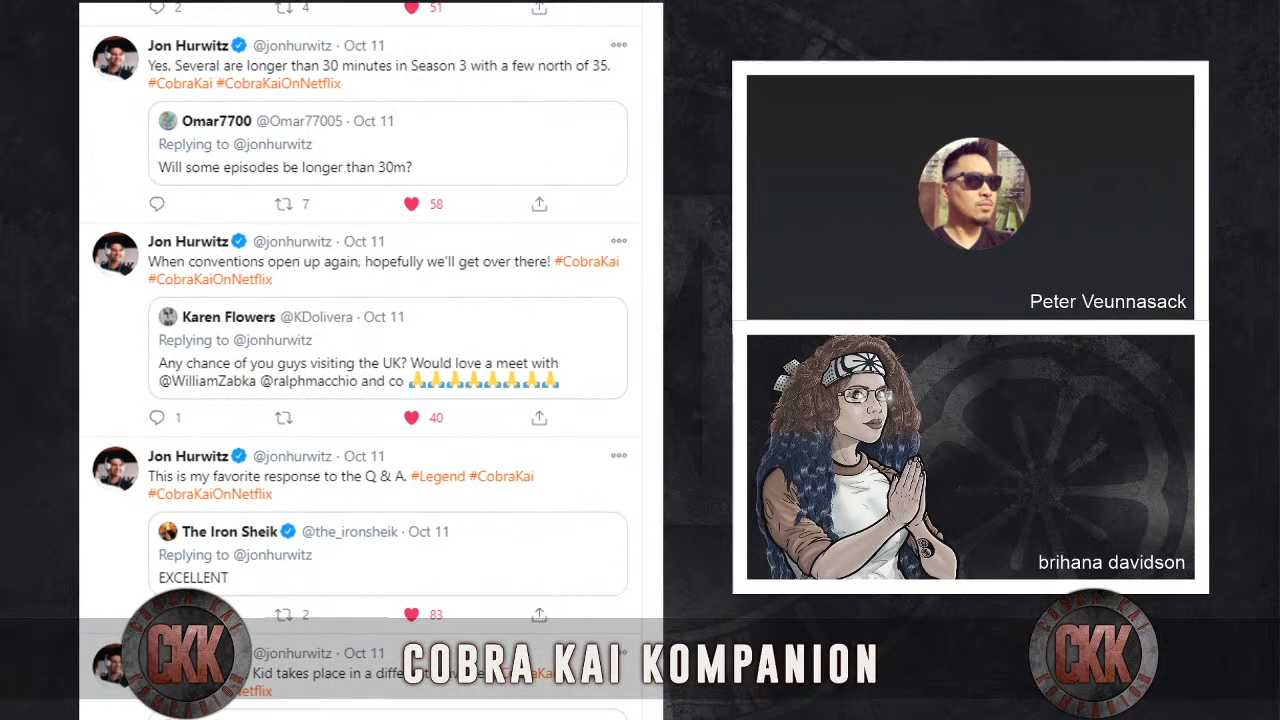 2 4 51
Jon Hurwitz @jonhurwitz · Oct 11
Yes. Several are longer than 30 minutes in Season 3 with a few north of 35.
#CobraKai #CobraKaiOnNetflix
Omar7700 @Omar77005 · Oct 11
Replying to @jonhurwitz
Will some episodes be longer than 30m?
7 58
Jon Hurwitz @jonhurwitz · Oct 11
When conventions open up again, hopefully we'll get over there! #CobraKai
#CobraKaiOnNetflix
Karen Flowers @KDolivera · Oct 11
Replying to @jonhurwitz
Any chance of you guys visiting the UK? Would love a meet with
@WilliamZabka @ralphmacchio and co 🙏🙏🙏🙏🙏🙏🙏🙏
1 40
Jon Hurwitz @jonhurwitz · Oct 11
This is my favorite response to the Q & A. #Legend #CobraKai
#CobraKaiOnNetflix
The Iron Sheik @the_ironsheik · Oct 11
Replying to @jonhurwitz
EXCELLENT
2 83
@jonhurwitz · Oct 11
Kid takes place in a
Peter Veunnasack
brihana davidson
COBRA KAI
CKK
KOMPANION
COBRA KAI KOMPANION
COBRA KAI
CKK
KOMPANION